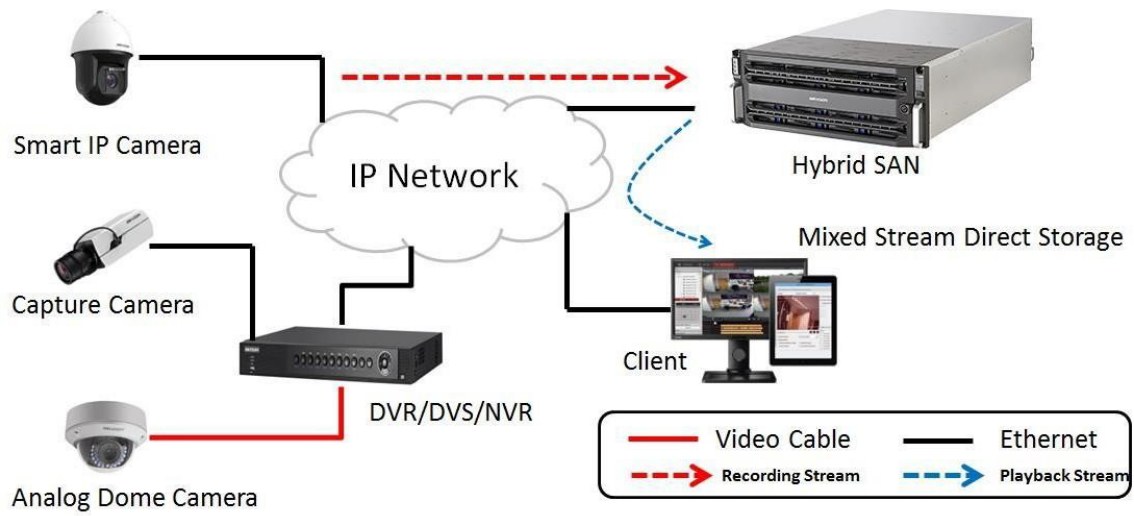 Smart IP Camera
IP Network
Hybrid SAN
Capture Camera
Mixed Stream Direct Storage
Client
DVR/DVS/NVR
Analog Dome Camera
Video Cable
Ethernet
Recording Stream
Playback Stream